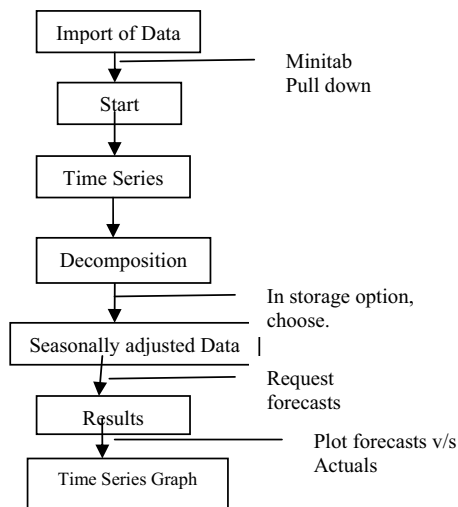 Import of Data
Minitab
Pull down
Start
Time Series
Decomposition
In storage option,
choose.
Seasonally adjusted Data
Request
forecasts
Results
Plot forecasts v/s
Actuals
Time Series Graph